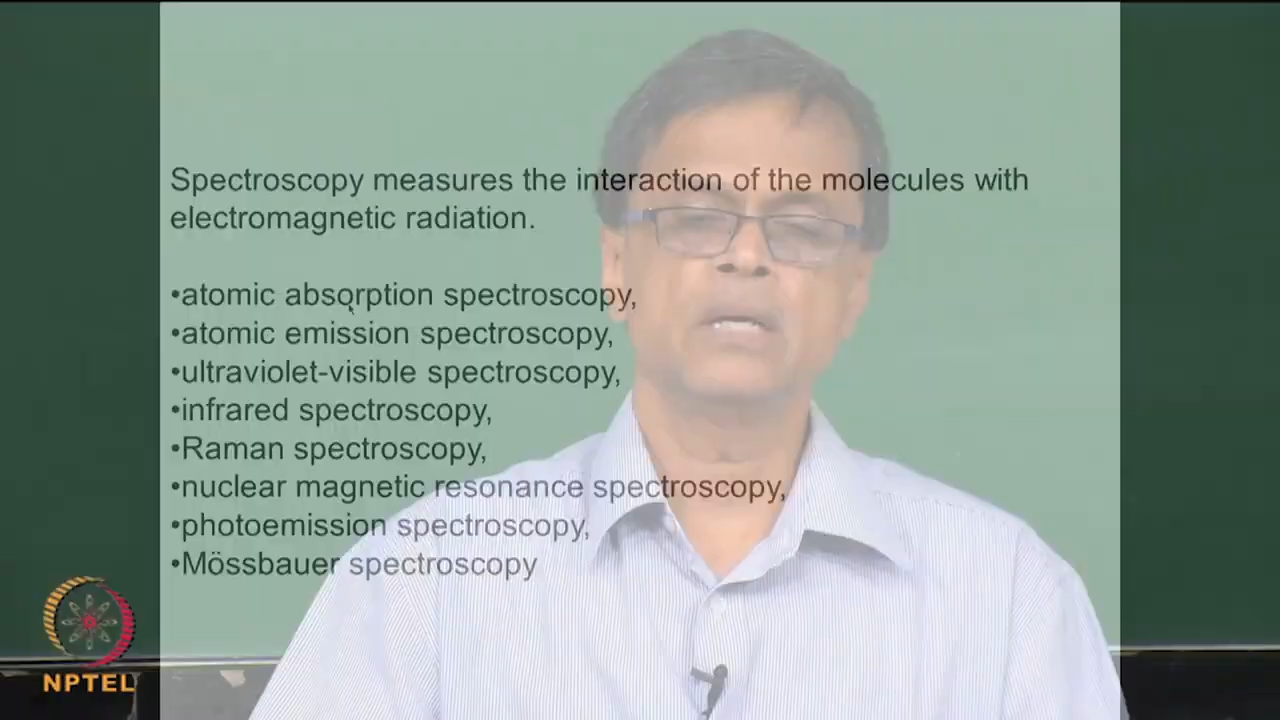 Spectroscopy measures the interaction of the molecules with
electromagnetic radiation.
•atomic absorption spectroscopy,
•atomic emission spectroscopy,
•ultraviolet-visible spectroscopy,
•infrared spectroscopy,
•Raman spectroscopy,
•nuclear magnetic resonance spectroscopy,
•photoemission spectroscopy,
•Mössbauer spectroscopy
NPTEL